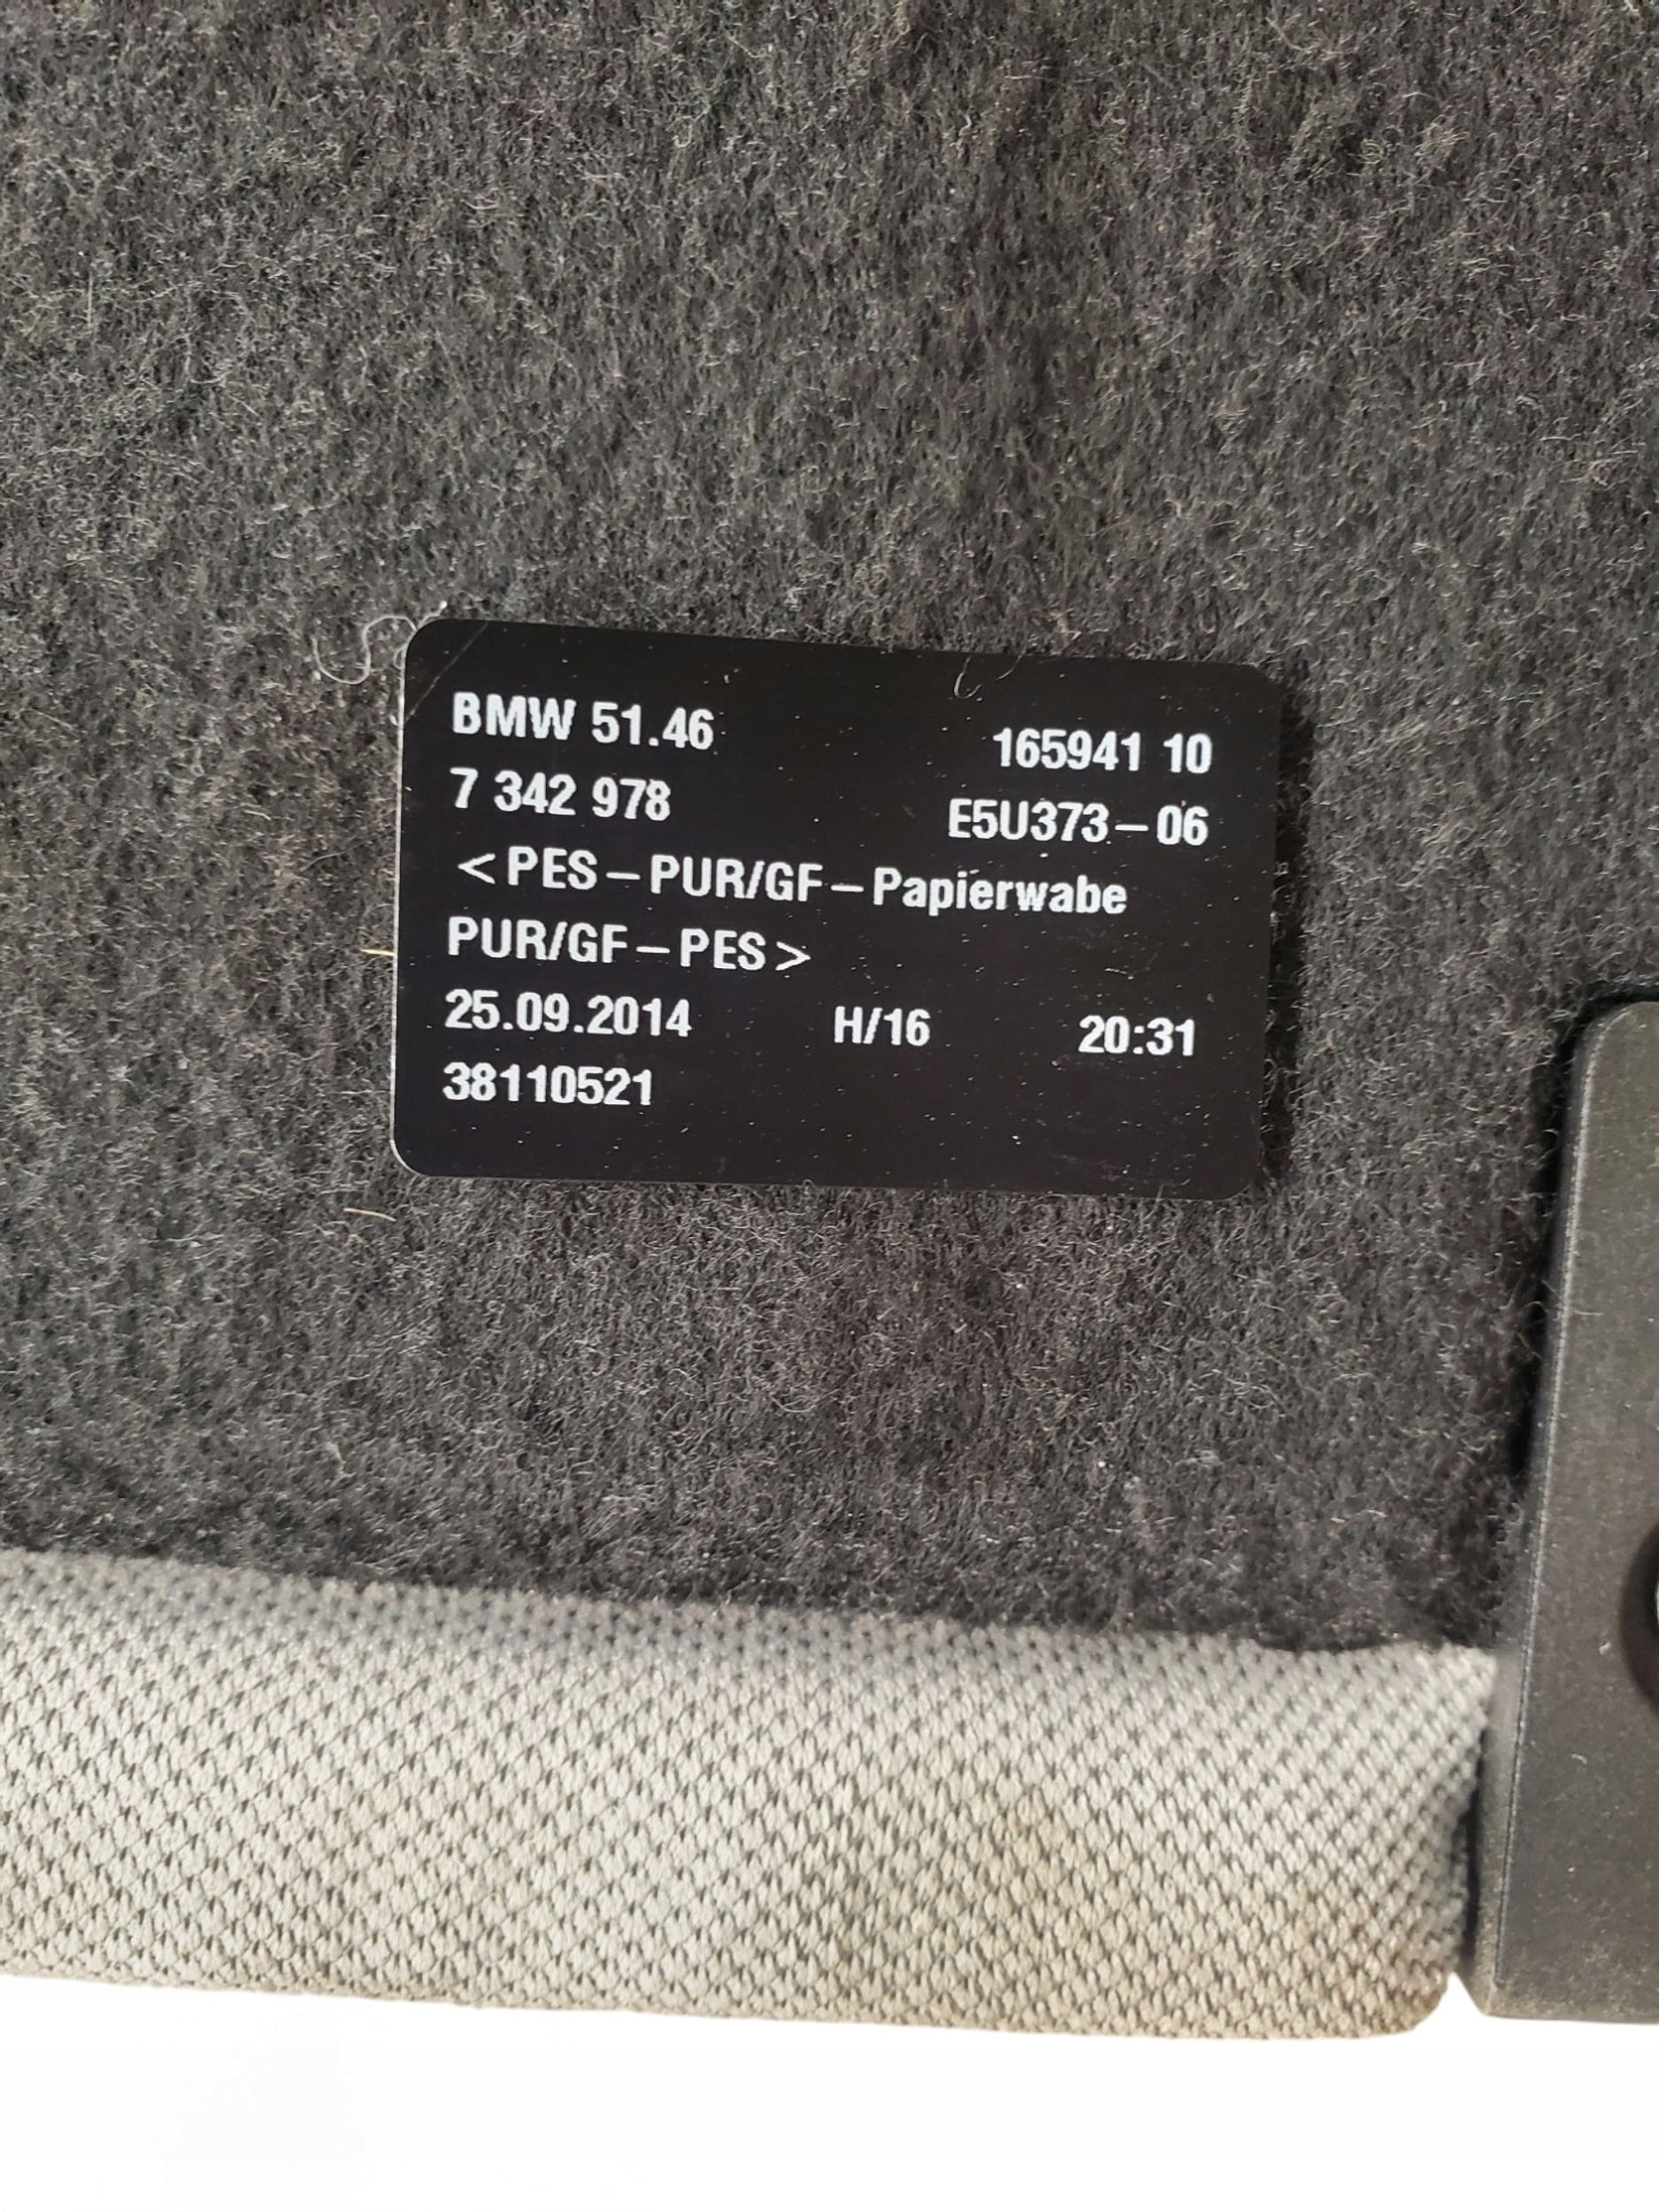 BMW 51.46 165941 10
7 342 978 E5U373-06
<PES-PUR/GF-Papierwabe
PUR/GF-PES>
25.09.2014 H/16 20:31
38110521